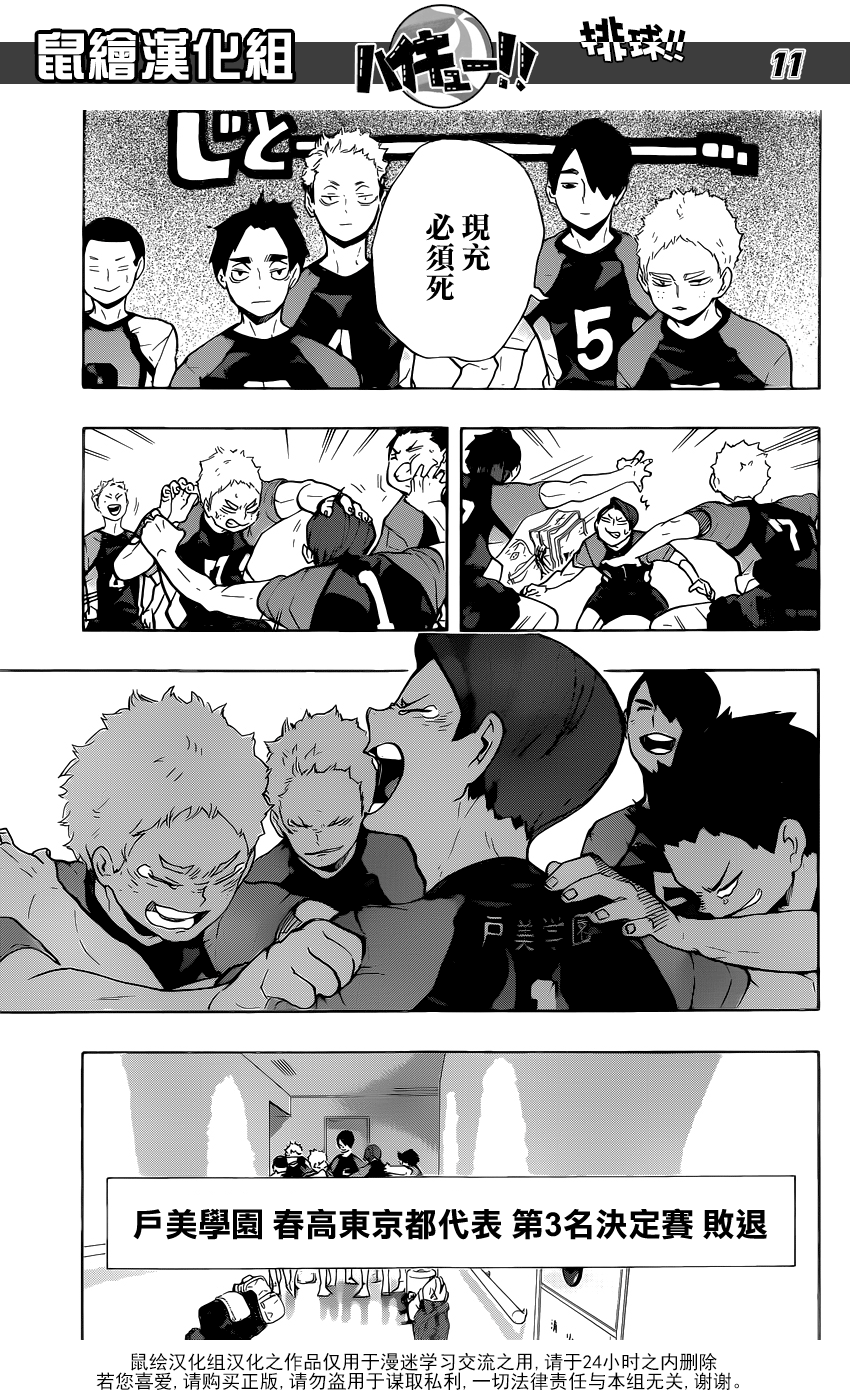 鼠繪漢化組
ハイキュー!!
排球!!
11
じとーっ
現充
必須死
5
7
1
戸美学園
1
戶美學園 春高東京都代表 第3名決定賽 敗退
鼠绘汉化组汉化之作品仅用于漫迷学习交流之用,请于24小时之内删除
若您喜爱,请购买正版,请勿盗用于谋取私利,一切法律责任与本组无关,谢谢。